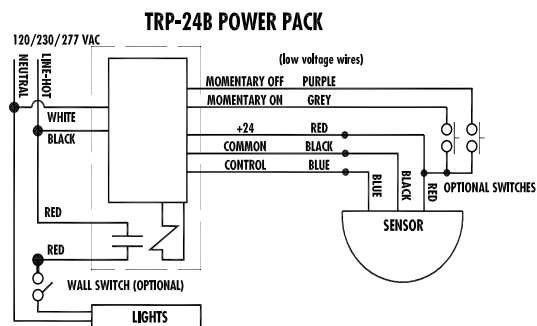 TRP-24B POWER PACK
120/230/277 VAC
(low voltage wires)
NEUTRAL
LINE-HOT
MOMENTARY OFF PURPLE
MOMENTARY ON GREY
WHITE
+24 RED
BLACK
COMMON BLACK
CONTROL BLUE
BLUE
BLACK
RED
OPTIONAL SWITCHES
RED
SENSOR
RED
WALL SWITCH (OPTIONAL)
LIGHTS